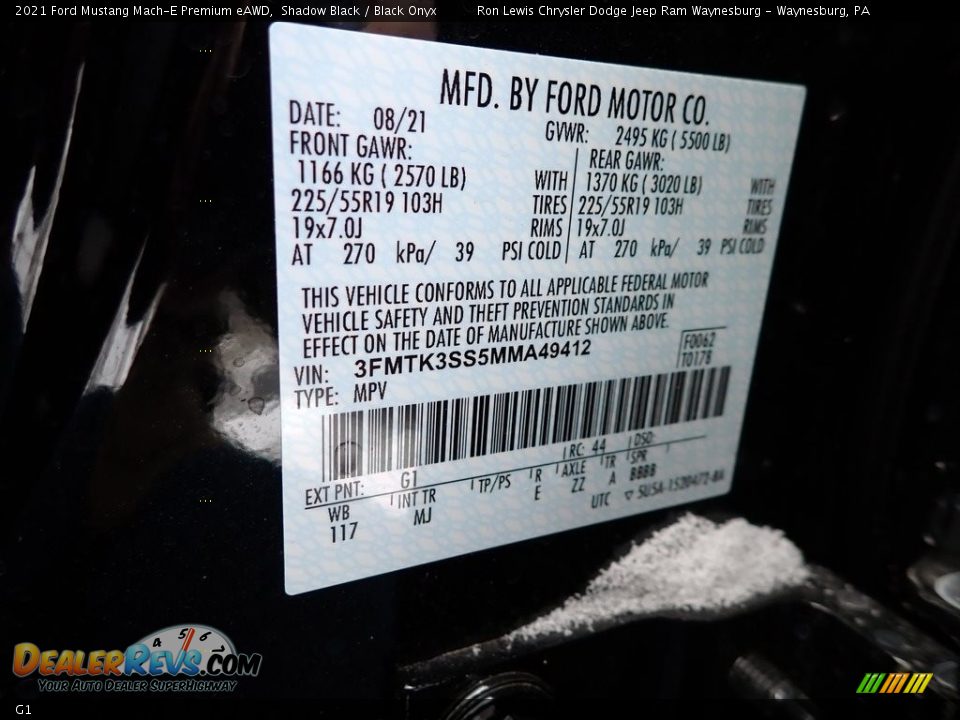 2021 Ford Mustang Mach-E Premium eAWD, Shadow Black / Black Onyx
Ron Lewis Chrysler Dodge Jeep Ram Waynesburg - Waynesburg, PA
MFD. BY FORD MOTOR CO.
DATE: 08/21
GVWR: 2495 KG ( 5500 LB)
FRONT GAWR:
REAR GAWR:
1166 KG ( 2570 LB) WITH
1370 KG ( 3020 LB) WITH
225/55R19 103H TIRES
225/55R19 103H TIRES
19x7.0J RIMS
19x7.0J RIMS
AT 270 kPa/ 39 PSI COLD
AT 270 kPa/ 39 PSI COLD
THIS VEHICLE CONFORMS TO ALL APPLICABLE FEDERAL MOTOR
VEHICLE SAFETY AND THEFT PREVENTION STANDARDS IN
EFFECT ON THE DATE OF MANUFACTURE SHOWN ABOVE.
VIN: 3FMTK3SS5MMA49412
F0062
T0178
TYPE: MPV
EXT PNT: G1
RC: 44
DSO:
WB
INT TR
TP/PS
R
AXLE
TR
SPR
117
MJ
E
ZZ
A
BBBB
UTC
DEALERREVS.COM
4 5 6
YOUR AUTO DEALER SUPERHIGHWAY
G1